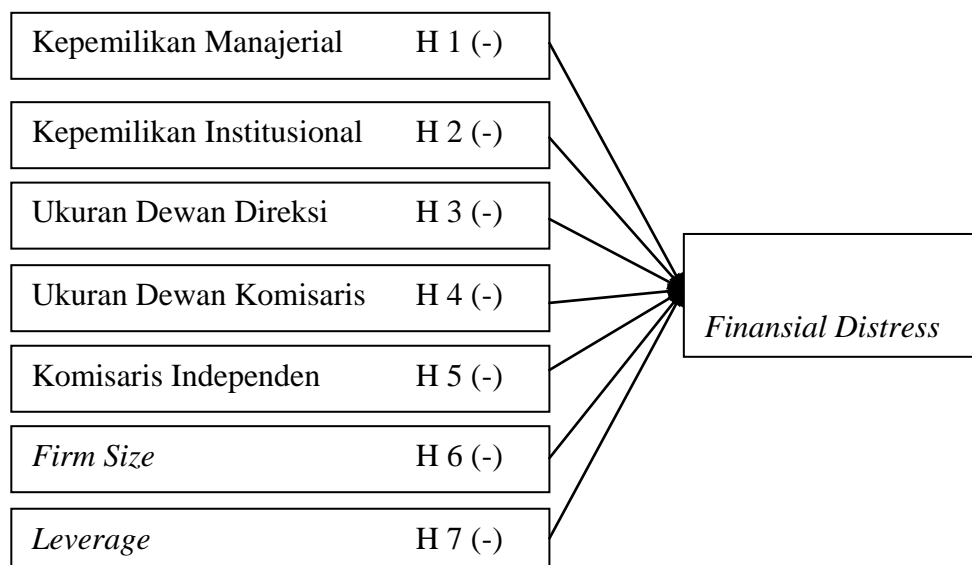 Kepemilikan Manajerial H 1 (-)
Kepemilikan Institusional H 2 (-)
Ukuran Dewan Direksi H 3 (-)
Ukuran Dewan Komisaris H 4 (-)
Komisaris Independen H 5 (-)
Firm Size H 6 (-)
Leverage H 7 (-)
Finansial Distress